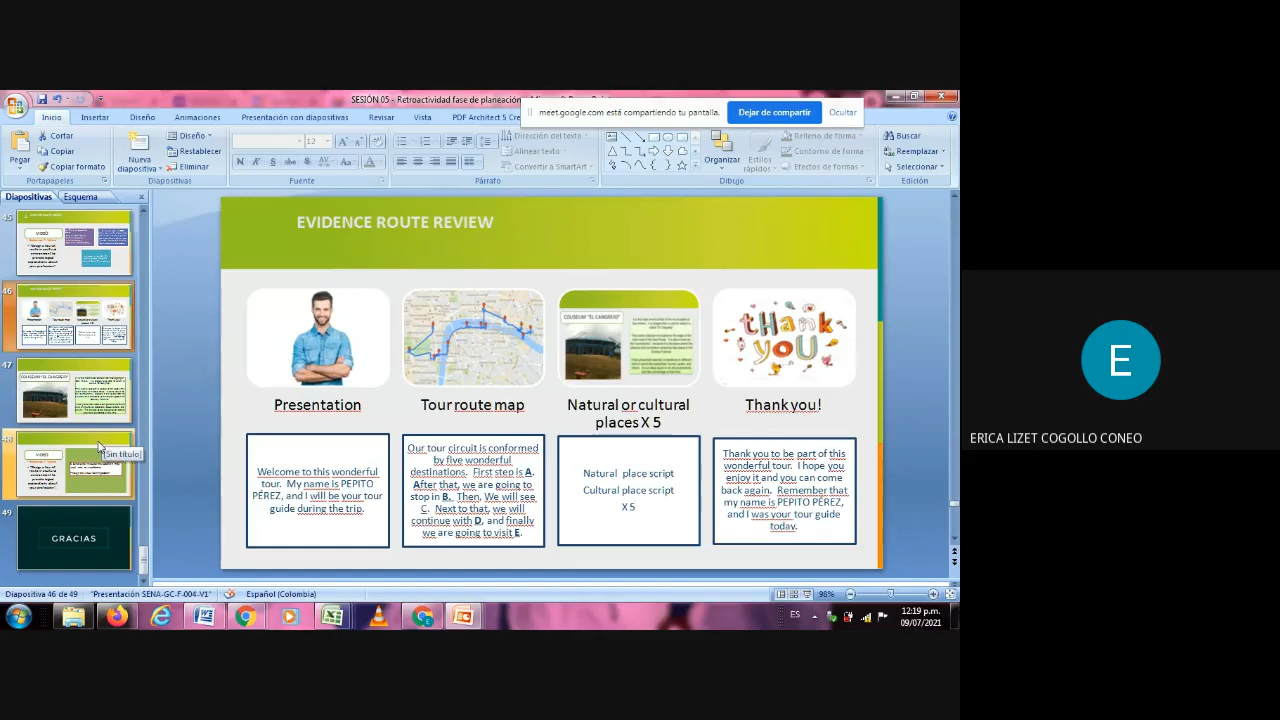 SESIÓN 05 - Retroactividad fase de planeación
meet.google.com está compartiendo tu pantalla.
Dejar de compartir
Ocultar
Inicio
Insertar
Diseño
Animaciones
Presentación con diapositivas
Revisar
Vista
PDF Architect 5 Cre
Pegar
Cortar
Copiar
Copiar formato
Portapapeles
Nueva
diapositiva
Diseño
Restablecer
Eliminar
Diapositivas
12
Fuente
Dirección del texto
Alinear texto
Convertir a SmartArt
Párrafo
Organizar
Estilos
rápidos
Relleno de forma
Contorno de forma
Efectos de formas
Dibujo
Buscar
Reemplazar
Seleccionar
Edición
Diapositivas
Esquema
45
46
47
48
49
Sin título
GRACIAS
EVIDENCE ROUTE REVIEW
COLISEUM "EL CANGREJO"
tHank
yOU
Presentation
Tour route map
Natural or cultural
places X 5
Thank you!
Welcome to this wonderful
tour. My name is PEPITO
PÉREZ, and I will be your tour
guide during the trip.
Our tour circuit is conformed
by five wonderful
destinations. First step is A.
After that, we are going to
stop in B. Then, We will see
C. Next to that, we will
continue with D, and finally
we are going to visit E.
Natural place script
Cultural place script
X 5
Thank you to be part of this
wonderful tour. I hope you
enjoy it and you can come
back again. Remember that
my name is PEPITO PÉREZ,
and I was your tour guide
today.
Diapositiva 46 de 49
"Presentación SENA-GC-F-004-V1"
Español (Colombia)
98%
ES
12:19 p.m.
09/07/2021
E
ERICA LIZET COGOLLO CONEO